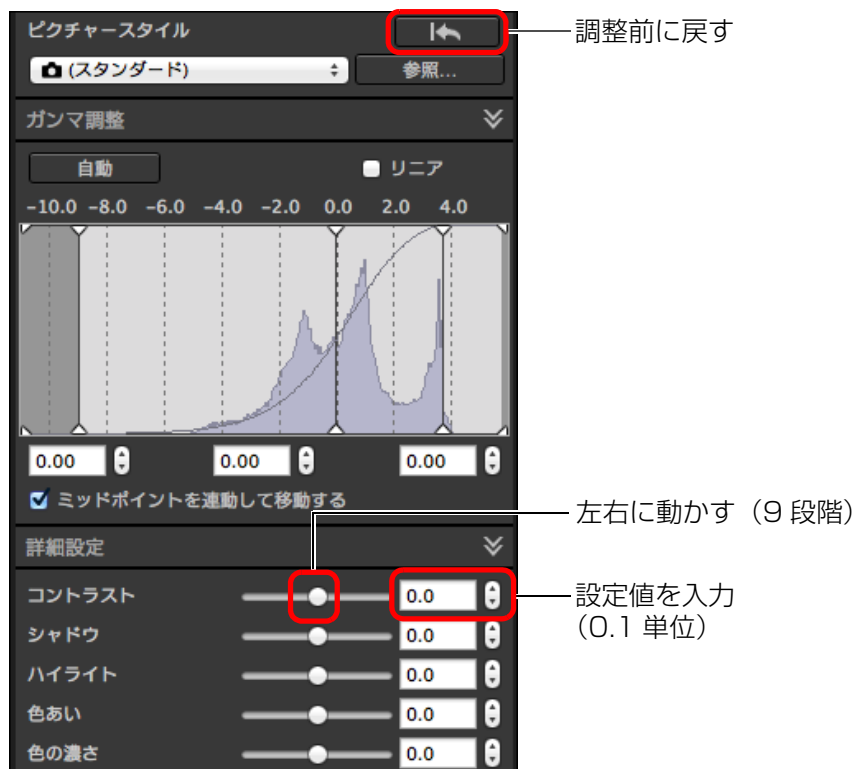 ピクチャースタイル
調整前に戻す
(スタンダード)
参照...
ガンマ調整
自動
リニア
-10.0 -8.0 -6.0 -4.0 -2.0 0.0 2.0 4.0
0.00 0.00 0.00
ミッドポイントを連動して移動する
左右に動かす（9 段階）
詳細設定
コントラスト 0.0
設定値を入力
（0.1 単位）
シャドウ 0.0
ハイライト 0.0
色あい 0.0
色の濃さ 0.0